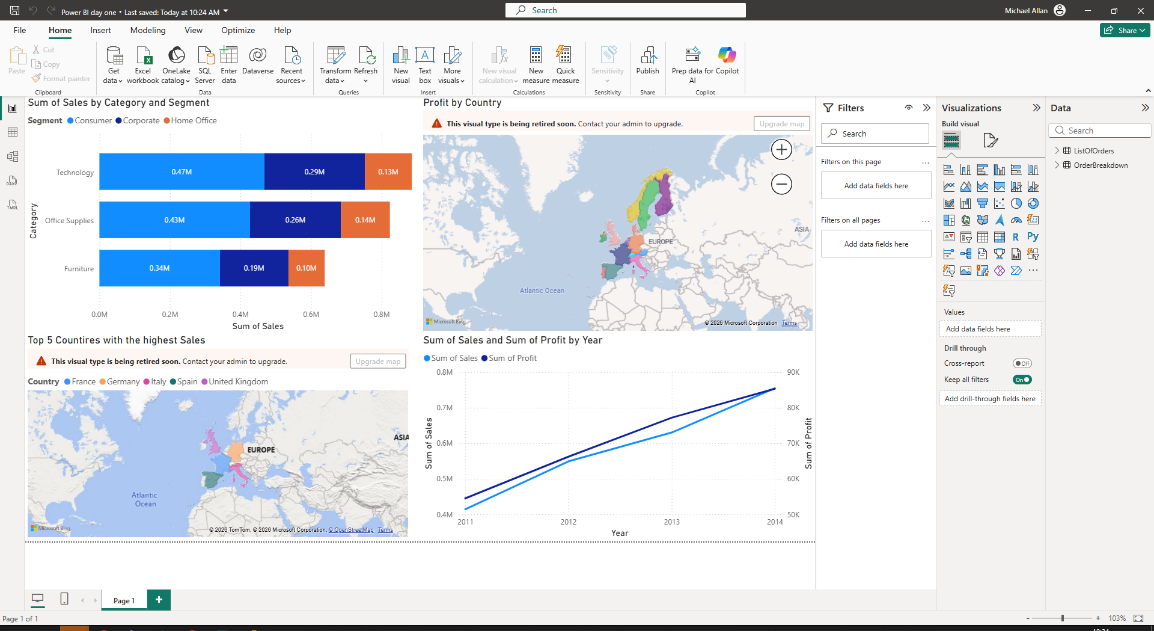 Power BI day one • Last saved: Today at 10:24 AM
Search
Michael Allan
File Home Insert Modeling View Optimize Help
Share
Paste
Cut
Copy
Format painter
Clipboard
Get data
Excel workbook
OneLake catalog
SQL Server
Enter data
Dataverse
Recent sources
Data
Transform data
Refresh
Queries
New visual
Text box
More visuals
Insert
New visual calculation
New measure
Quick measure
Calculations
Sensitivity
Sensitivity
Publish
Share
Prep data for AI
Copilot
Copilot
Sum of Sales by Category and Segment
Segment Consumer Corporate Home Office
Category
Technology 0.47M 0.29M 0.13M
Office Supplies 0.43M 0.26M 0.14M
Furniture 0.34M 0.19M 0.10M
0.0M 0.2M 0.4M 0.6M 0.8M
Sum of Sales
Profit by Country
This visual type is being retired soon. Contact your admin to upgrade.
Upgrade map
EUROPE
ASIA
Atlantic Ocean
Microsoft Bing
© 2026 Microsoft Corporation Terms
Top 5 Countires with the highest Sales
This visual type is being retired soon. Contact your admin to upgrade.
Upgrade map
Country France Germany Italy Spain United Kingdom
ASIA
EUROPE
Atlantic
Ocean
Microsoft Bing
© 2026 TomTom, © 2026 Microsoft Corporation, © OpenStreetMap Terms
Sum of Sales and Sum of Profit by Year
Sum of Sales Sum of Profit
Sum of Sales
0.8M 90K
0.7M 80K
0.6M 70K
0.5M 60K
0.4M 50K
Sum of Profit
2011 2012 2013 2014
Year
Filters
Search
Filters on this page
Add data fields here
Filters on all pages
Add data fields here
Visualizations
Build visual
R Py
Values
Add data fields here
Drill through
Cross-report Off
Keep all filters On
Add drill-through fields here
Data
Search
ListOfOrders
OrderBreakdown
Page 1
Page 1 of 1
103%